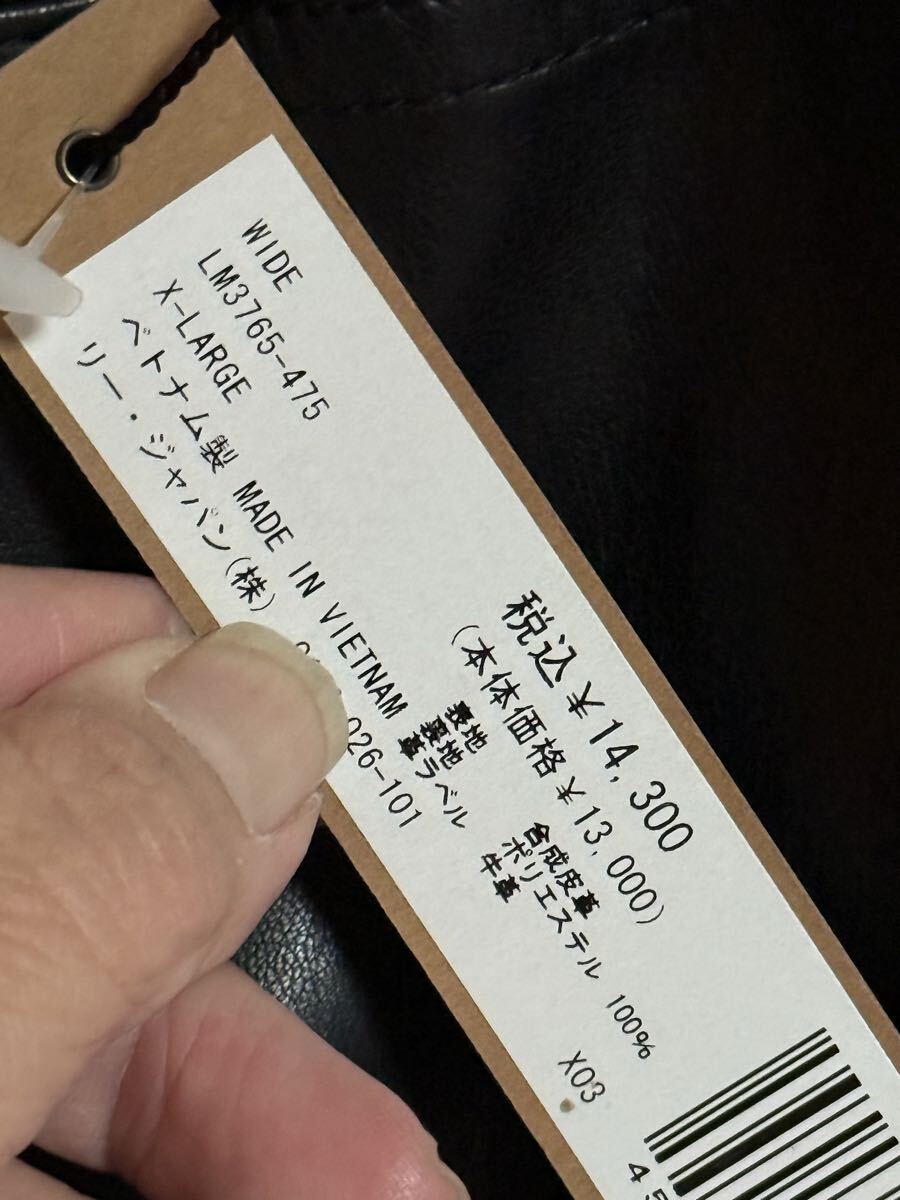 WIDE
LM3765-475
X-LARGE
ベトナム製 MADE IN VIETNAM
リー・ジャパン(株) 026-101
税込¥14,300
(本体価格¥13,000)
表地 合成皮革
裏地 ポリエステル 100%
革ラベル 牛革
X03
45